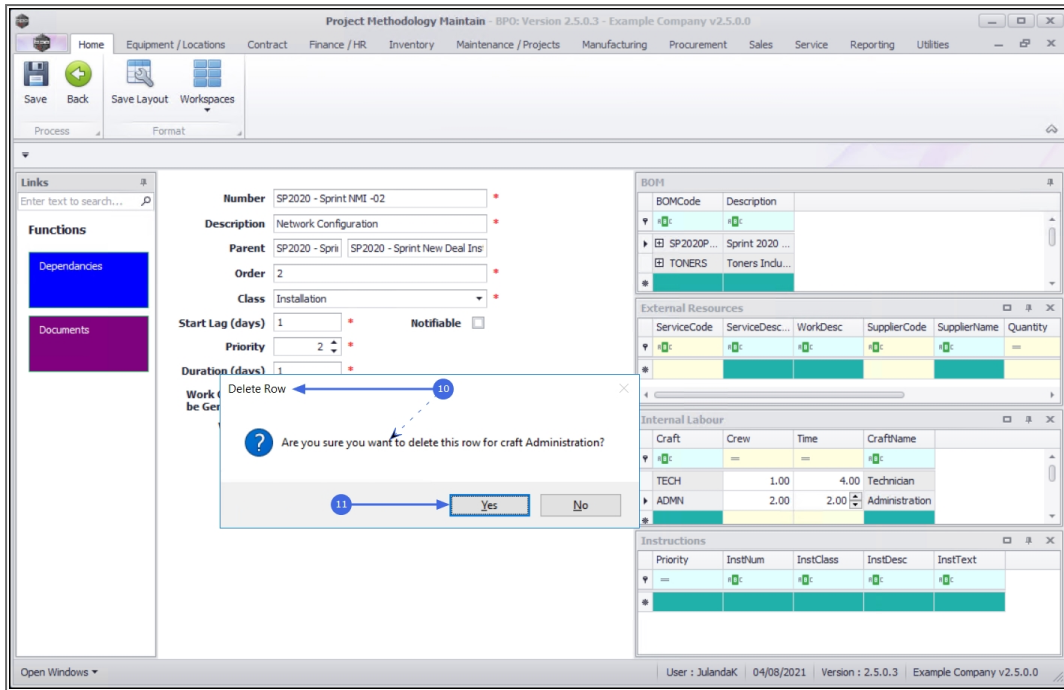 Project Methodology Maintain - BPO: Version 2.5.0.3 - Example Company v2.5.0.0
Home Equipment / Locations Contract Finance / HR Inventory Maintenance / Projects Manufacturing Procurement Sales Service Reporting Utilities
Save Back Save Layout Workspaces
Process Format
Links
Enter text to search...
Functions
Dependancies
Documents
Number SP2020 - Sprint NMI -02 *
Description Network Configuration *
Parent SP2020 - Spri SP2020 - Sprint New Deal Ins
Order 2 *
Class Installation *
Start Lag (days) 1 * Notifiable
Priority 2 *
Duration (days) 1 *
Work
be Ger
Delete Row 10
Are you sure you want to delete this row for craft Administration?
11 Yes No
BOM
BOMCode Description
SP2020P... Sprint 2020 ...
TONERS Toners Inclu...
External Resources
ServiceCode ServiceDesc... WorkDesc SupplierCode SupplierName Quantity
Internal Labour
Craft Crew Time CraftName
TECH 1.00 4.00 Technician
ADMN 2.00 2.00 Administration
Instructions
Priority InstNum InstClass InstDesc InstText
Open Windows User : JulandaK 04/08/2021 Version : 2.5.0.3 Example Company v2.5.0.0